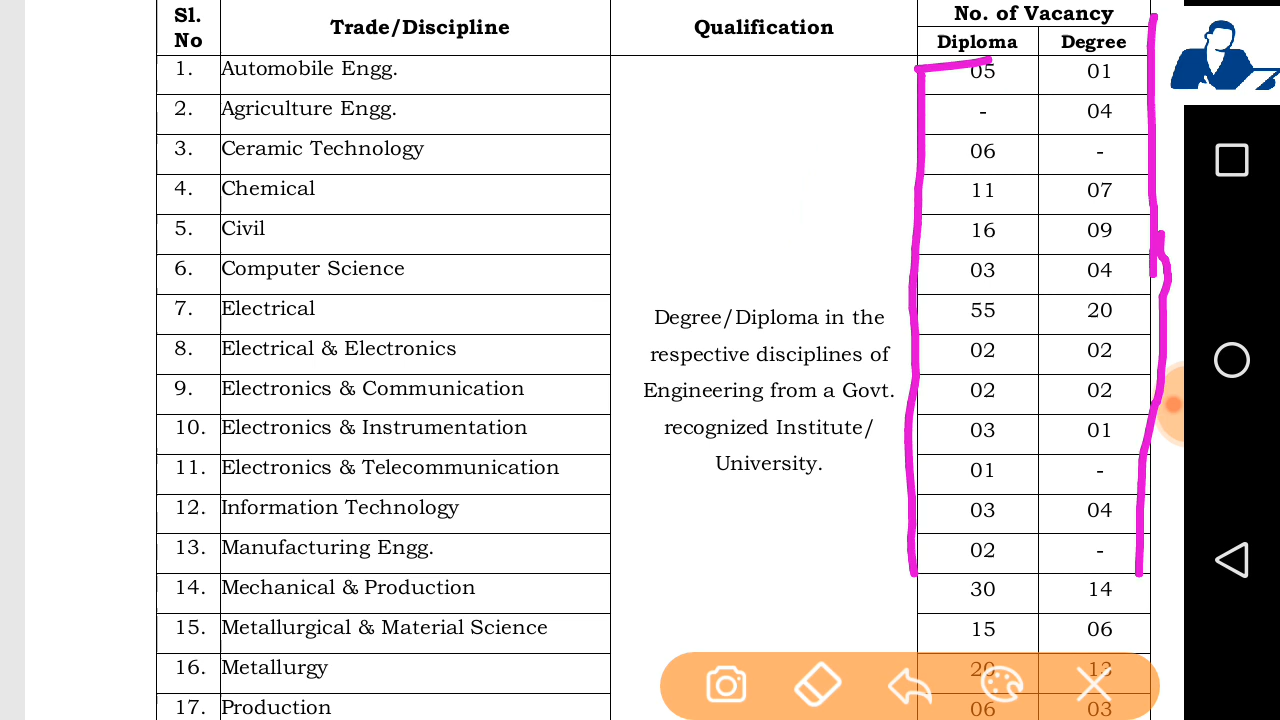 Sl. No Trade/Discipline Qualification No. of Vacancy
Diploma Degree
1. Automobile Engg. 05 01
2. Agriculture Engg. - 04
3. Ceramic Technology 06 -
4. Chemical 11 07
5. Civil 16 09
6. Computer Science 03 04
7. Electrical 55 20
8. Electrical & Electronics 02 02
9. Electronics & Communication 02 02
10. Electronics & Instrumentation 03 01
11. Electronics & Telecommunication 01 -
12. Information Technology 03 04
13. Manufacturing Engg. 02 -
14. Mechanical & Production 30 14
15. Metallurgical & Material Science 15 06
16. Metallurgy 20 13
17. Production 06 03
Degree/Diploma in the
respective disciplines of
Engineering from a Govt.
recognized Institute/
University.